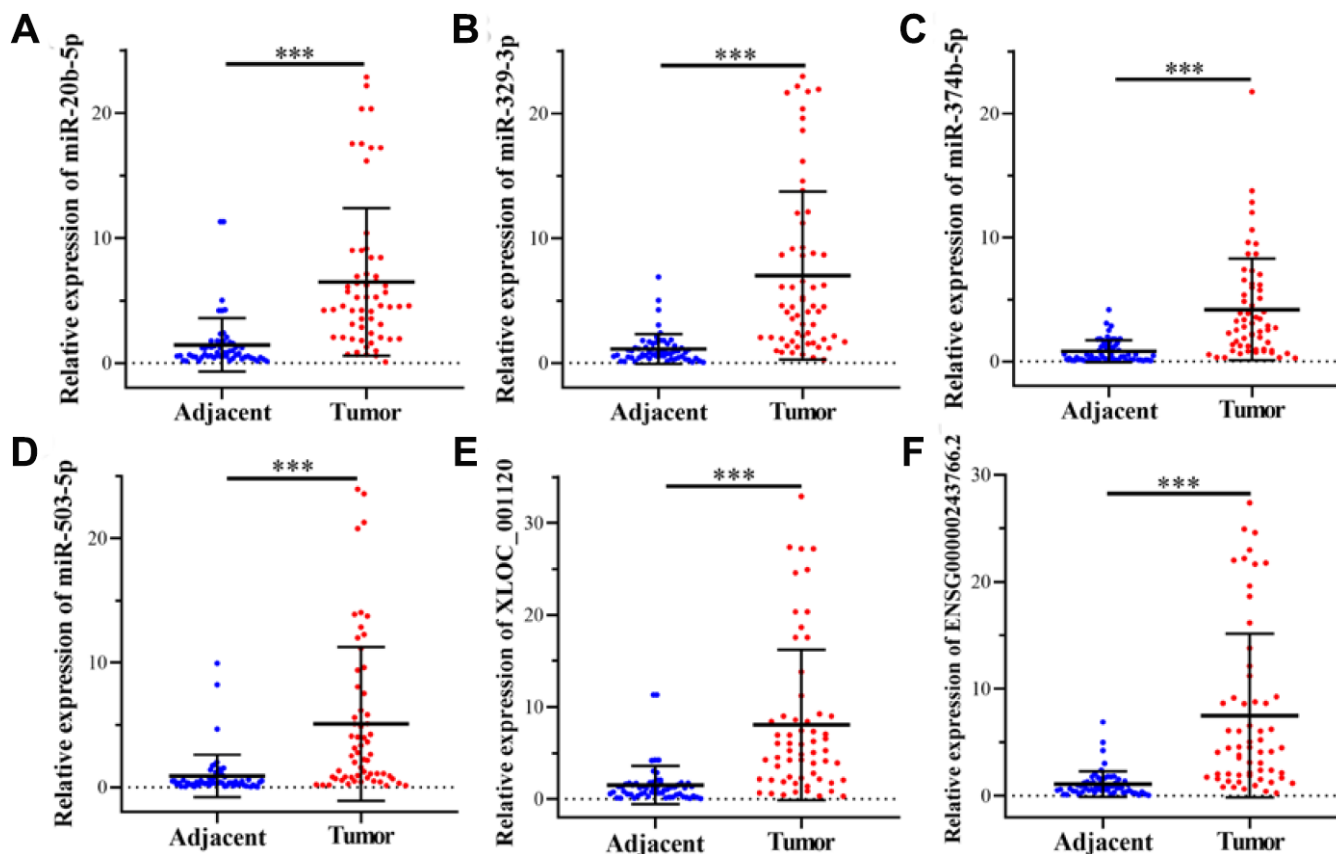 A
Relative expression of miR-20b-5p
20
10
0
***
Adjacent
Tumor
B
Relative expression of miR-329-3p
20
10
0
***
Adjacent
Tumor
C
Relative expression of miR-374b-5p
20
10
0
***
Adjacent
Tumor
D
Relative expression of miR-503-5p
20
10
0
***
Adjacent
Tumor
E
Relative expression of XLOC_001120
30
20
10
0
***
Adjacent
Tumor
F
Relative expression of ENSG00000243766.2
30
20
10
0
***
Adjacent
Tumor